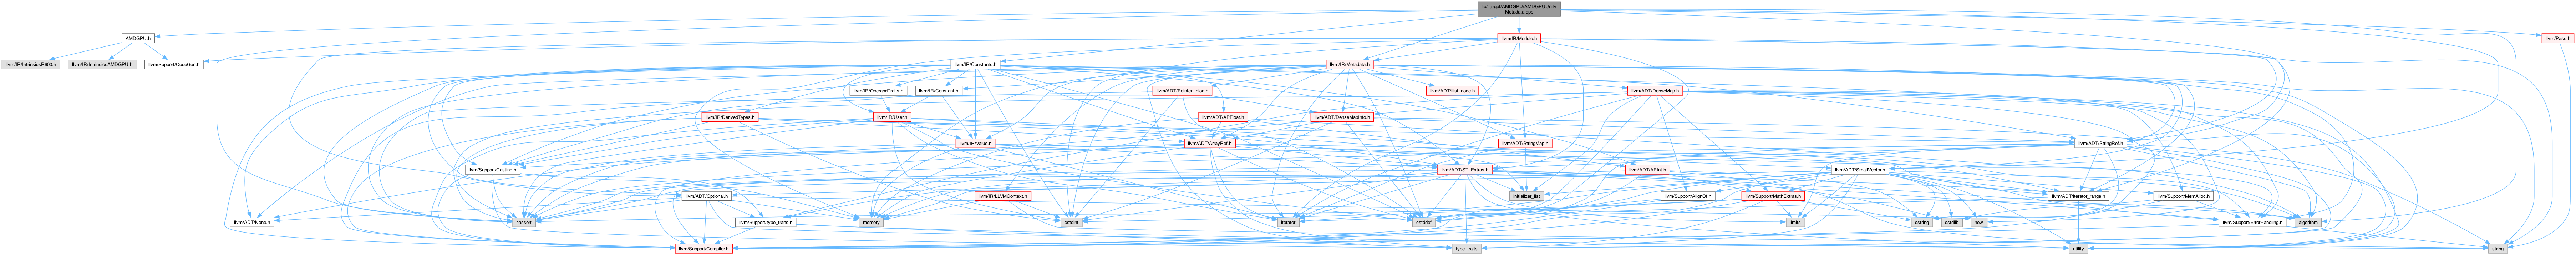 lib/Target/AMDGPU/AMDGPUUnify
Metadata.cpp
AMDGPU.h
llvm/IR/Module.h
llvm/Pass.h
llvm/IR/IntrinsicsR600.h
llvm/IR/IntrinsicsAMDGPU.h
llvm/Support/CodeGen.h
llvm/IR/Constants.h
llvm/IR/Metadata.h
llvm/IR/OperandTraits.h
llvm/IR/Constant.h
llvm/ADT/PointerUnion.h
llvm/ADT/ilist_node.h
llvm/ADT/DenseMap.h
llvm/IR/DerivedTypes.h
llvm/IR/User.h
llvm/ADT/APFloat.h
llvm/ADT/DenseMapInfo.h
llvm/IR/Value.h
llvm/ADT/ArrayRef.h
llvm/ADT/StringMap.h
llvm/ADT/StringRef.h
llvm/Support/Casting.h
llvm/ADT/STLExtras.h
llvm/ADT/APInt.h
llvm/ADT/SmallVector.h
llvm/ADT/Optional.h
llvm/IR/LLVMContext.h
initializer_list
llvm/Support/AlignOf.h
llvm/Support/MathExtras.h
llvm/ADT/iterator_range.h
llvm/Support/MemAlloc.h
llvm/ADT/None.h
cassert
llvm/Support/type_traits.h
memory
cstdint
iterator
cstddef
limits
cstring
cstdlib
new
llvm/Support/ErrorHandling.h
algorithm
llvm/Support/Compiler.h
type_traits
utility
string